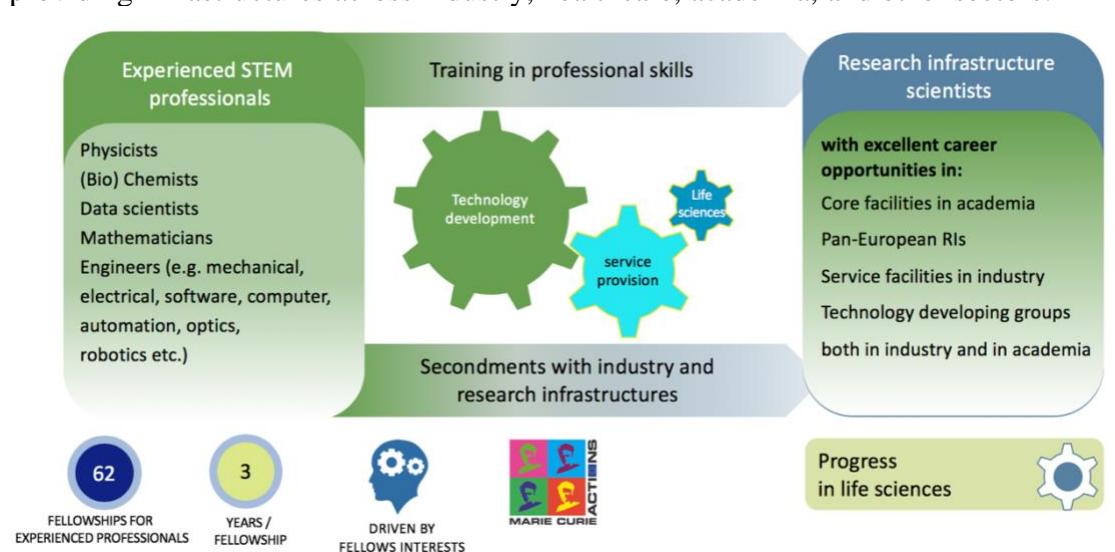 Experienced STEM
professionals
Physicists
(Bio) Chemists
Data scientists
Mathematicians
Engineers (e.g. mechanical,
electrical, software, computer,
automation, optics,
robotics etc.)
Training in professional skills
Technology
development
service
provision
Life
sciences
Secondments with industry and
research infrastructures
Research infrastructure
scientists
with excellent career
opportunities in:
Core facilities in academia
Pan-European RIs
Service facilities in industry
Technology developing groups
both in industry and in academia
62
FELLOWSHIPS FOR
EXPERIENCED PROFESSIONALS
3
YEARS /
FELLOWSHIP
DRIVEN BY
FELLOWS INTERESTS
MARIE CURIE
ACTIONS
Progress
in life sciences